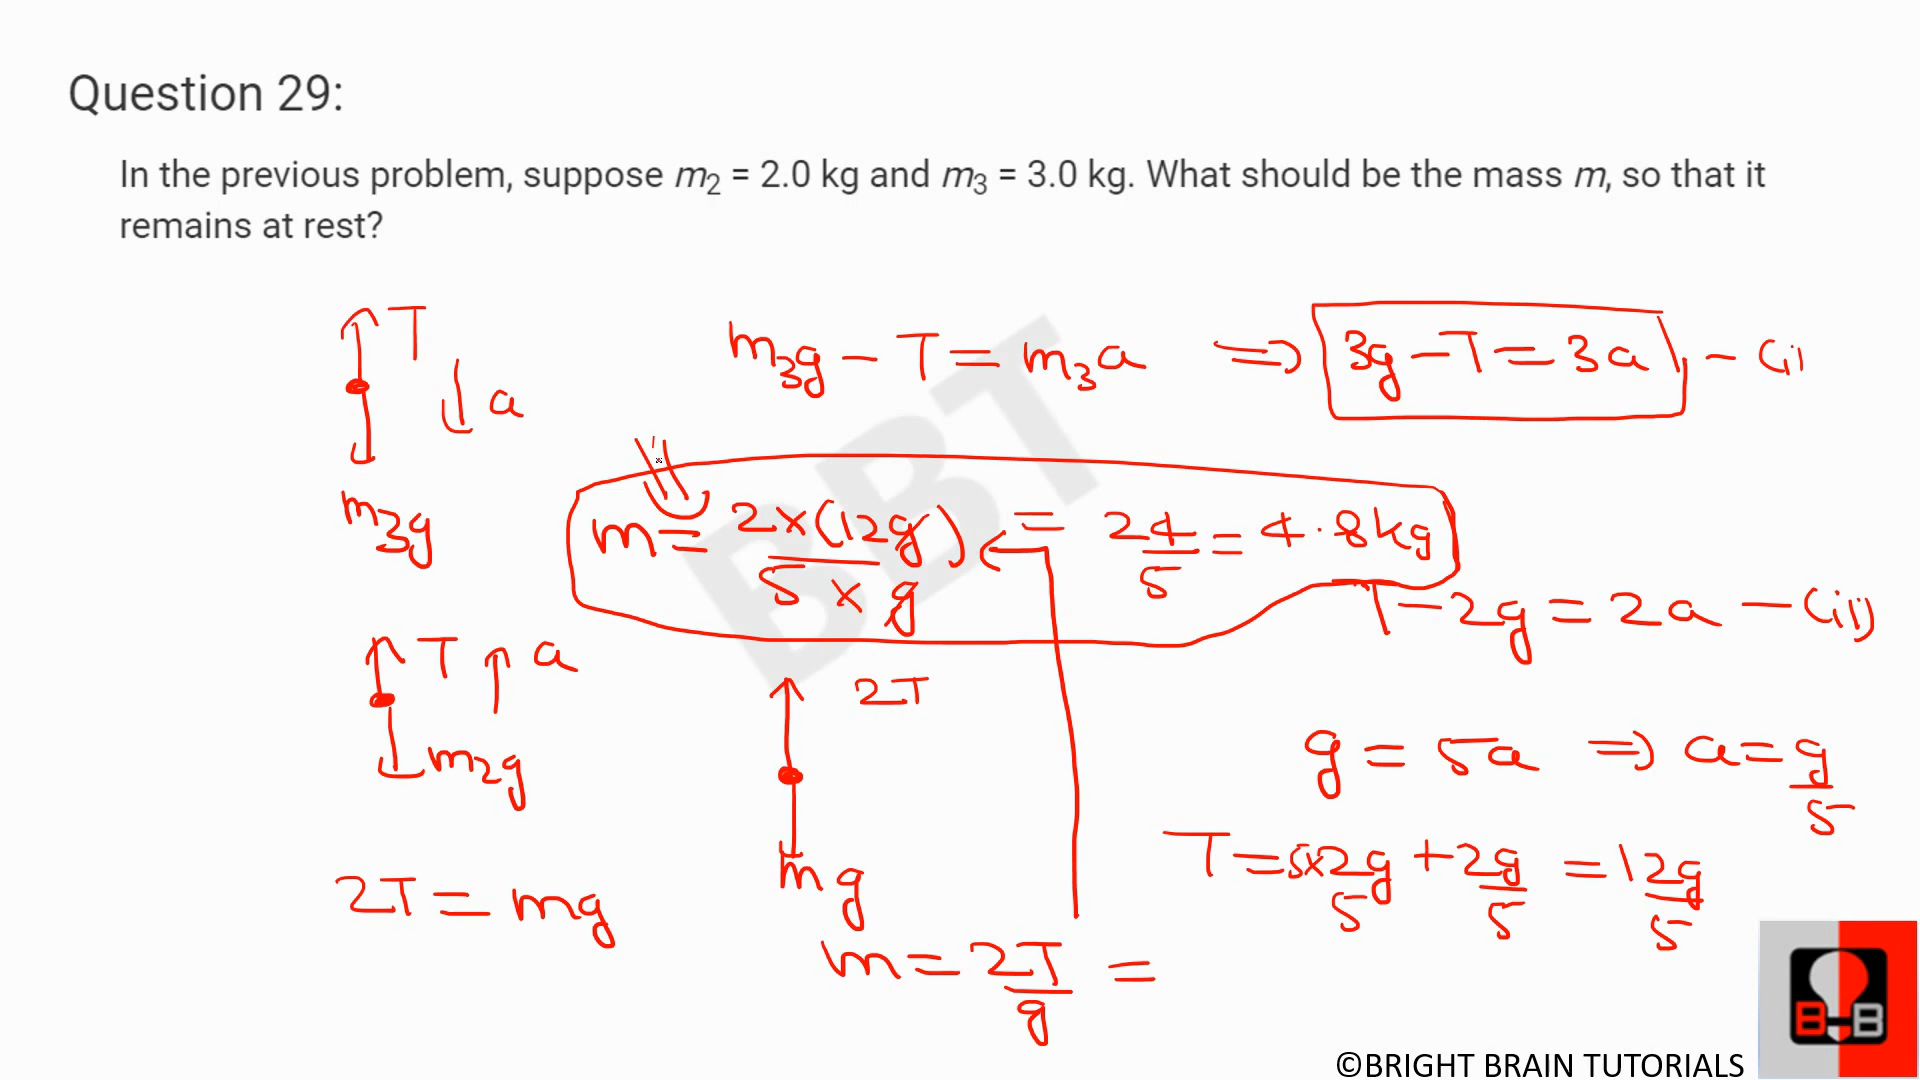 Question 29:
In the previous problem, suppose m₂ = 2.0 kg and m₃ = 3.0 kg. What should be the mass m, so that it
remains at rest?
T
a
m₃g
m₃g - T = m₃a ⇒ 3g - T = 3a - (i)
m = 2×(12g)/5×g = 24/5 = 4.8kg
T - 2g = 2a - (ii)
T
a
m₂g
2T
mg
g = 5a ⇒ a = g/5
T = 5×2g/5 + 2g/5 = 12g/5
2T = mg
m = 2T/g =
BBT
B B
©BRIGHT BRAIN TUTORIALS